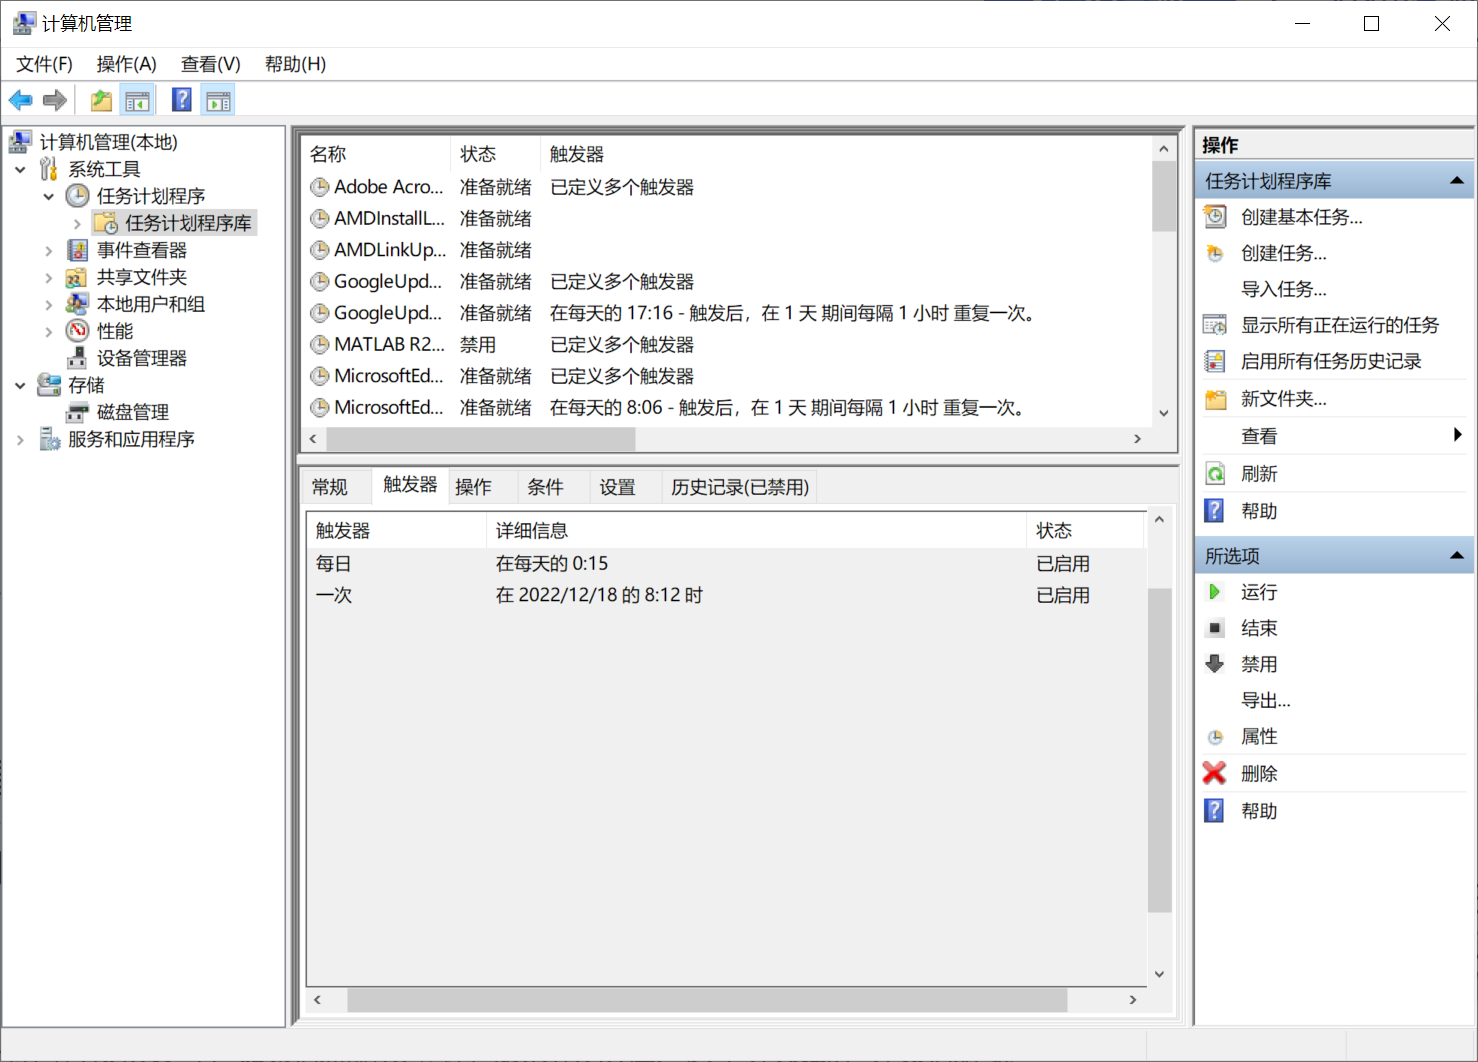 计算机管理
文件(F) 操作(A) 查看(V) 帮助(H)
计算机管理(本地)
系统工具
任务计划程序
任务计划程序库
事件查看器
共享文件夹
本地用户和组
性能
设备管理器
存储
磁盘管理
服务和应用程序
名称 状态 触发器
Adobe Acro... 准备就绪 已定义多个触发器
AMDInstallL... 准备就绪
AMDLinkUp... 准备就绪
GoogleUpd... 准备就绪 已定义多个触发器
GoogleUpd... 准备就绪 在每天的 17:16 - 触发后，在 1 天 期间每隔 1 小时 重复一次。
MATLAB R2... 禁用 已定义多个触发器
MicrosoftEd... 准备就绪 已定义多个触发器
MicrosoftEd... 准备就绪 在每天的 8:06 - 触发后，在 1 天 期间每隔 1 小时 重复一次。
常规 触发器 操作 条件 设置 历史记录(已禁用)
触发器 详细信息 状态
每日 在每天的 0:15 已启用
一次 在 2022/12/18 的 8:12 时 已启用
操作
任务计划程序库
创建基本任务...
创建任务...
导入任务...
显示所有正在运行的任务
启用所有任务历史记录
新文件夹...
查看
刷新
帮助
所选项
运行
结束
禁用
导出...
属性
删除
帮助